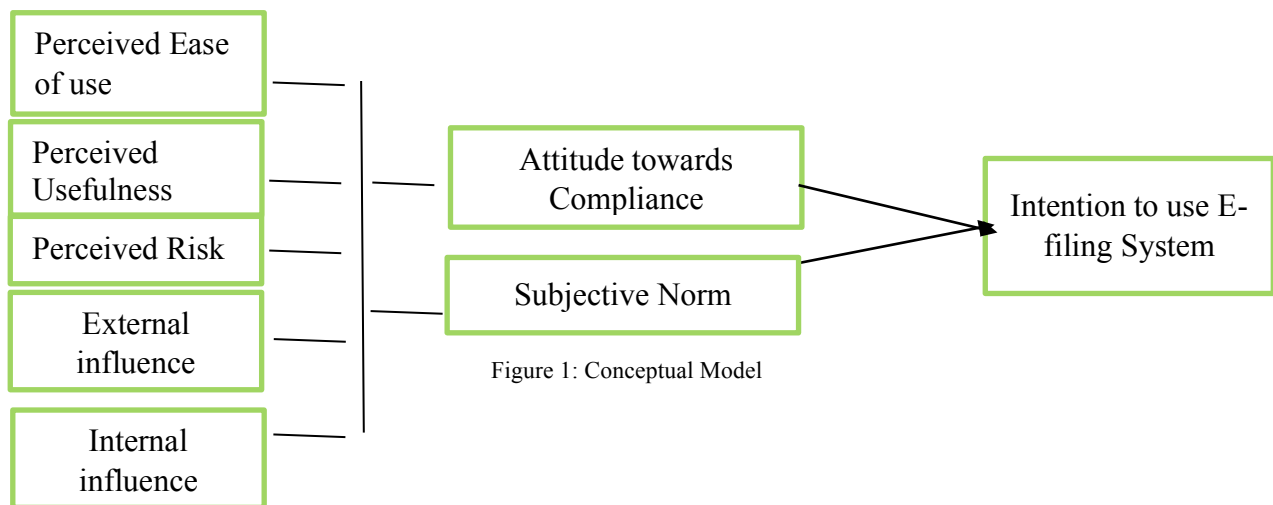 Perceived Ease
of use
Perceived
Usefulness
Perceived Risk
External
influence
Internal
influence
Attitude towards
Compliance
Subjective Norm
Figure 1: Conceptual Model
Intention to use E-
filing System